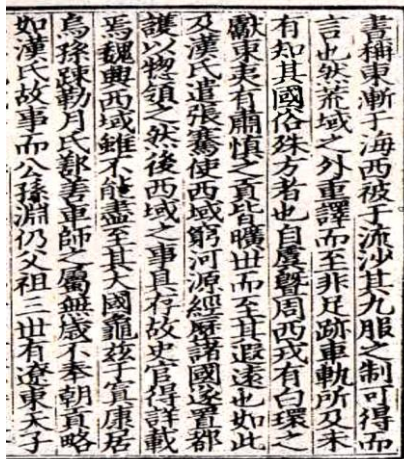 書稱東漸于海西被于流沙其九服之制可得而
言也然荒域之外重譯而至非足跡車軌所及未
有知其國俗殊方者也自虞曁周西戎有白環之
獻東夷有肅慎之貢皆曠世而至其遐遠也如此
及漢氏遣張騫使西域窮河源經歷諸國遂置都
護以惣領之然後西域之事具存故史官得詳載
焉魏興西域雖不能盡至其大國龜兹于窴康居
烏孫疎勒月氏鄯善車師之屬無歲不奉朝貢略
如漢氏故事而公孫淵仍父祖三世有遼東天子